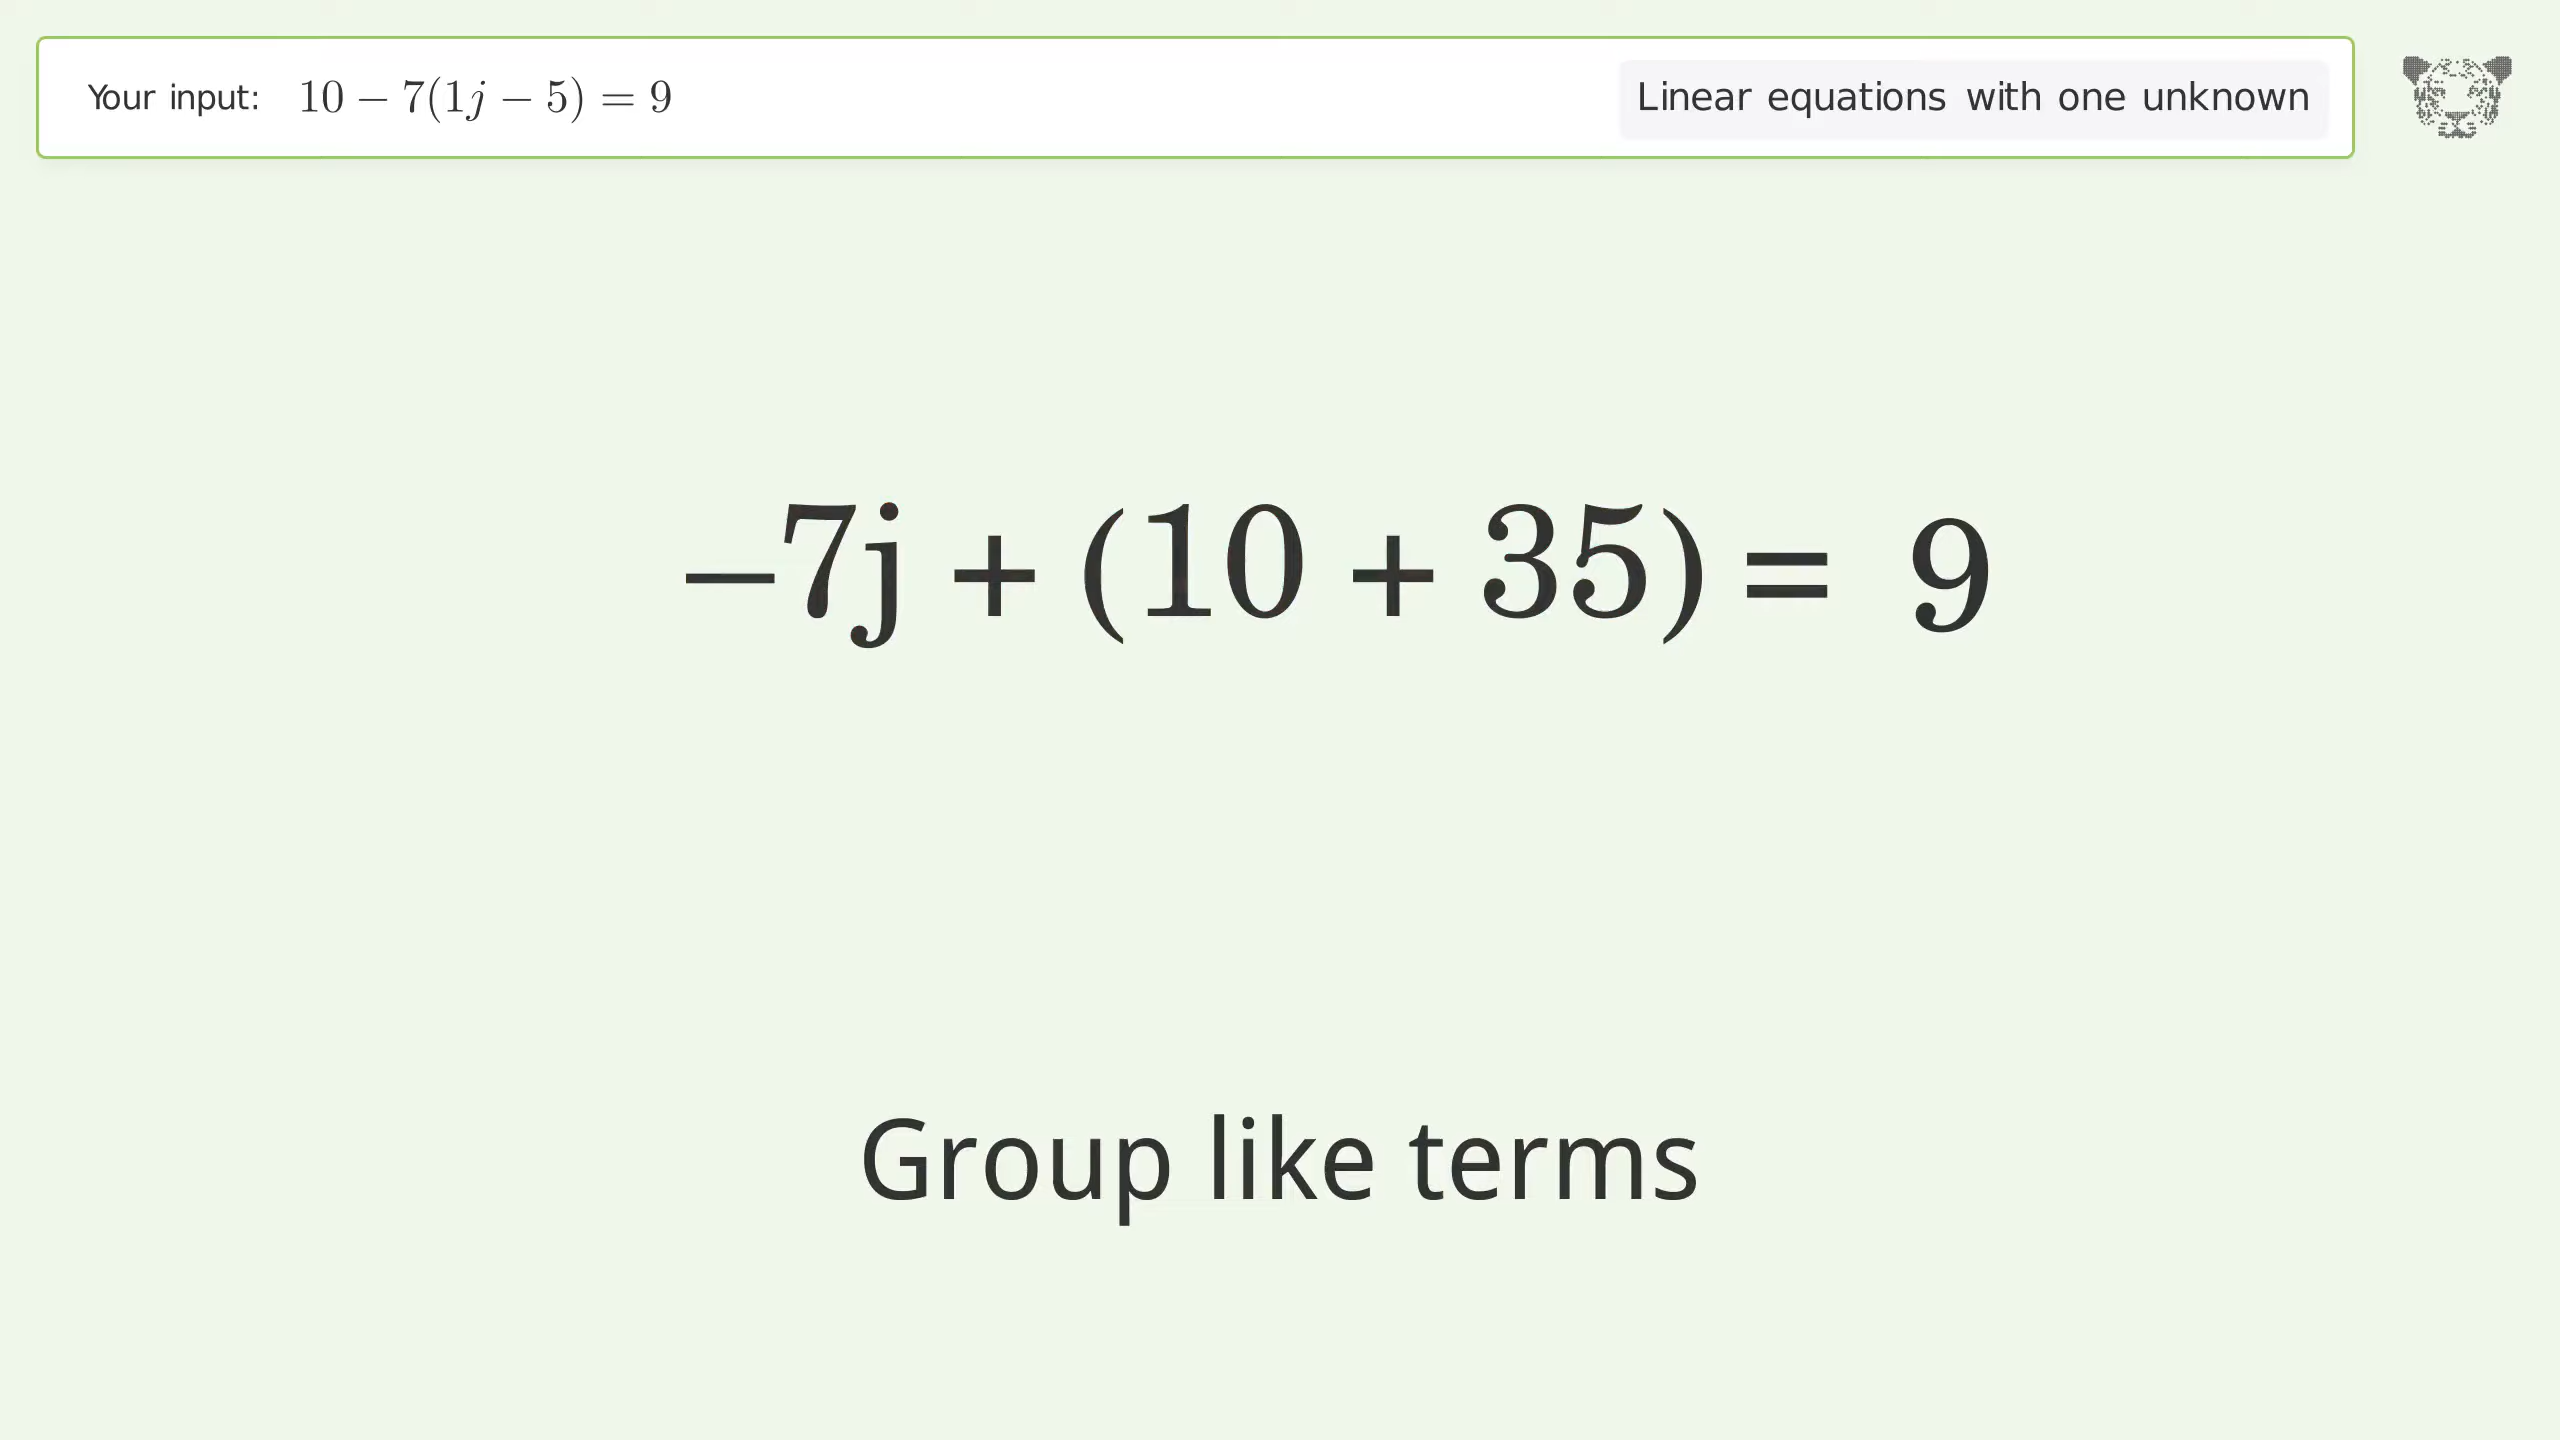 Your input: 10 − 7(1j − 5) = 9
Linear equations with one unknown
−7j + (10 + 35) = 9
Group like terms